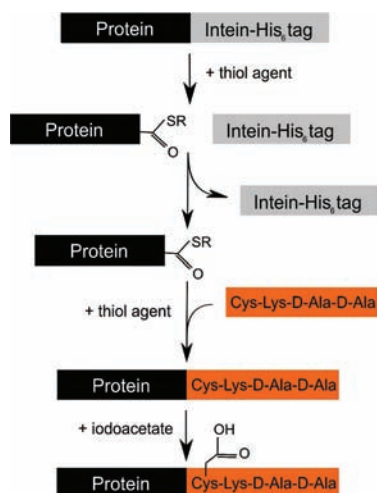 Protein Intein-His6tag
+ thiol agent
Protein SR O Intein-His6tag
Intein-His6tag
Protein SR O
+ thiol agent Cys-Lys-D-Ala-D-Ala
Protein Cys-Lys-D-Ala-D-Ala
+ iodoacetate OH O
Protein Cys-Lys-D-Ala-D-Ala